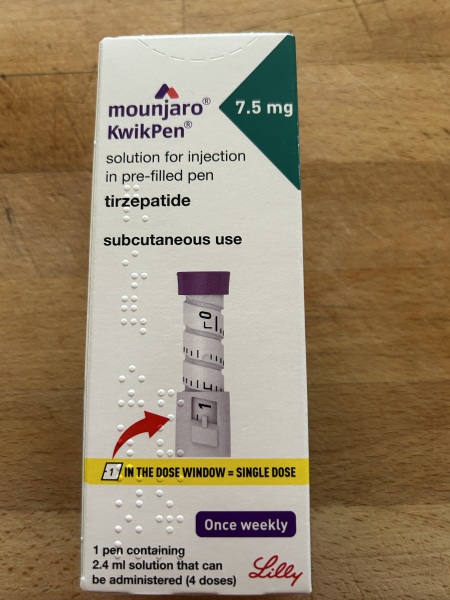 mounjaro®
KwikPen®
7.5 mg
solution for injection
in pre-filled pen
tirzepatide
subcutaneous use
0
1
1 IN THE DOSE WINDOW = SINGLE DOSE
Once weekly
1 pen containing
2.4 ml solution that can
be administered (4 doses)
Lilly